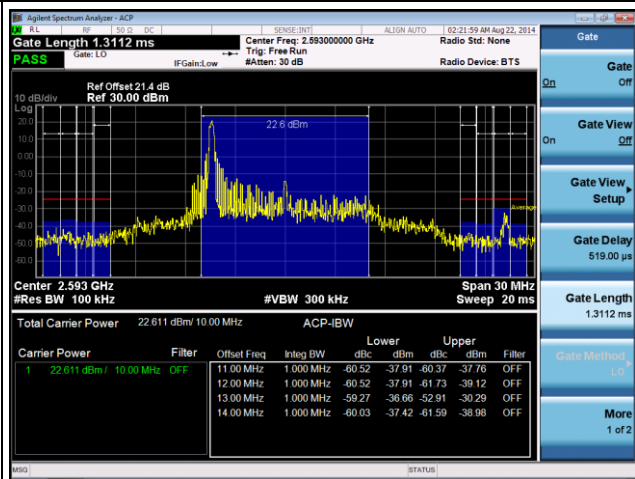 Agilent Spectrum Analyzer - ACP
RL RF 50 Ω DC SENSE:INT ALIGN AUTO 02:21:59 AM Aug 22, 2014
Gate Length 1.3112 ms
Center Freq: 2.593000000 GHz
Radio Std: None
PASS Gate: LO
Trig: Free Run
IFGain:Low #Atten: 30 dB
Radio Device: BTS
Ref Offset 21.4 dB
10 dB/div Ref 30.00 dBm
Log
20.0
10.0
0.00
-10.0
-20.0
-30.0
-40.0
-50.0
-60.0
22.6 dBm
Average
Center 2.593 GHz Span 30 MHz
#Res BW 100 kHz #VBW 300 kHz Sweep 20 ms
Total Carrier Power 22.611 dBm/ 10.00 MHz ACP-IBW
Lower Upper
Carrier Power Filter Offset Freq Integ BW dBc dBm dBc dBm Filter
1 22.611 dBm / 10.00 MHz OFF 11.00 MHz 1.000 MHz -60.52 -37.91 -60.37 -37.76 OFF
12.00 MHz 1.000 MHz -60.52 -37.91 -61.73 -39.12 OFF
13.00 MHz 1.000 MHz -59.27 -36.66 -52.91 -30.29 OFF
14.00 MHz 1.000 MHz -60.03 -37.42 -61.59 -38.98 OFF
MSG STATUS
Gate
Gate
On Off
Gate View
On Off
Gate View
Setup
Gate Delay
519.00 µs
Gate Length
1.3112 ms
Gate Method
LO
More
1 of 2